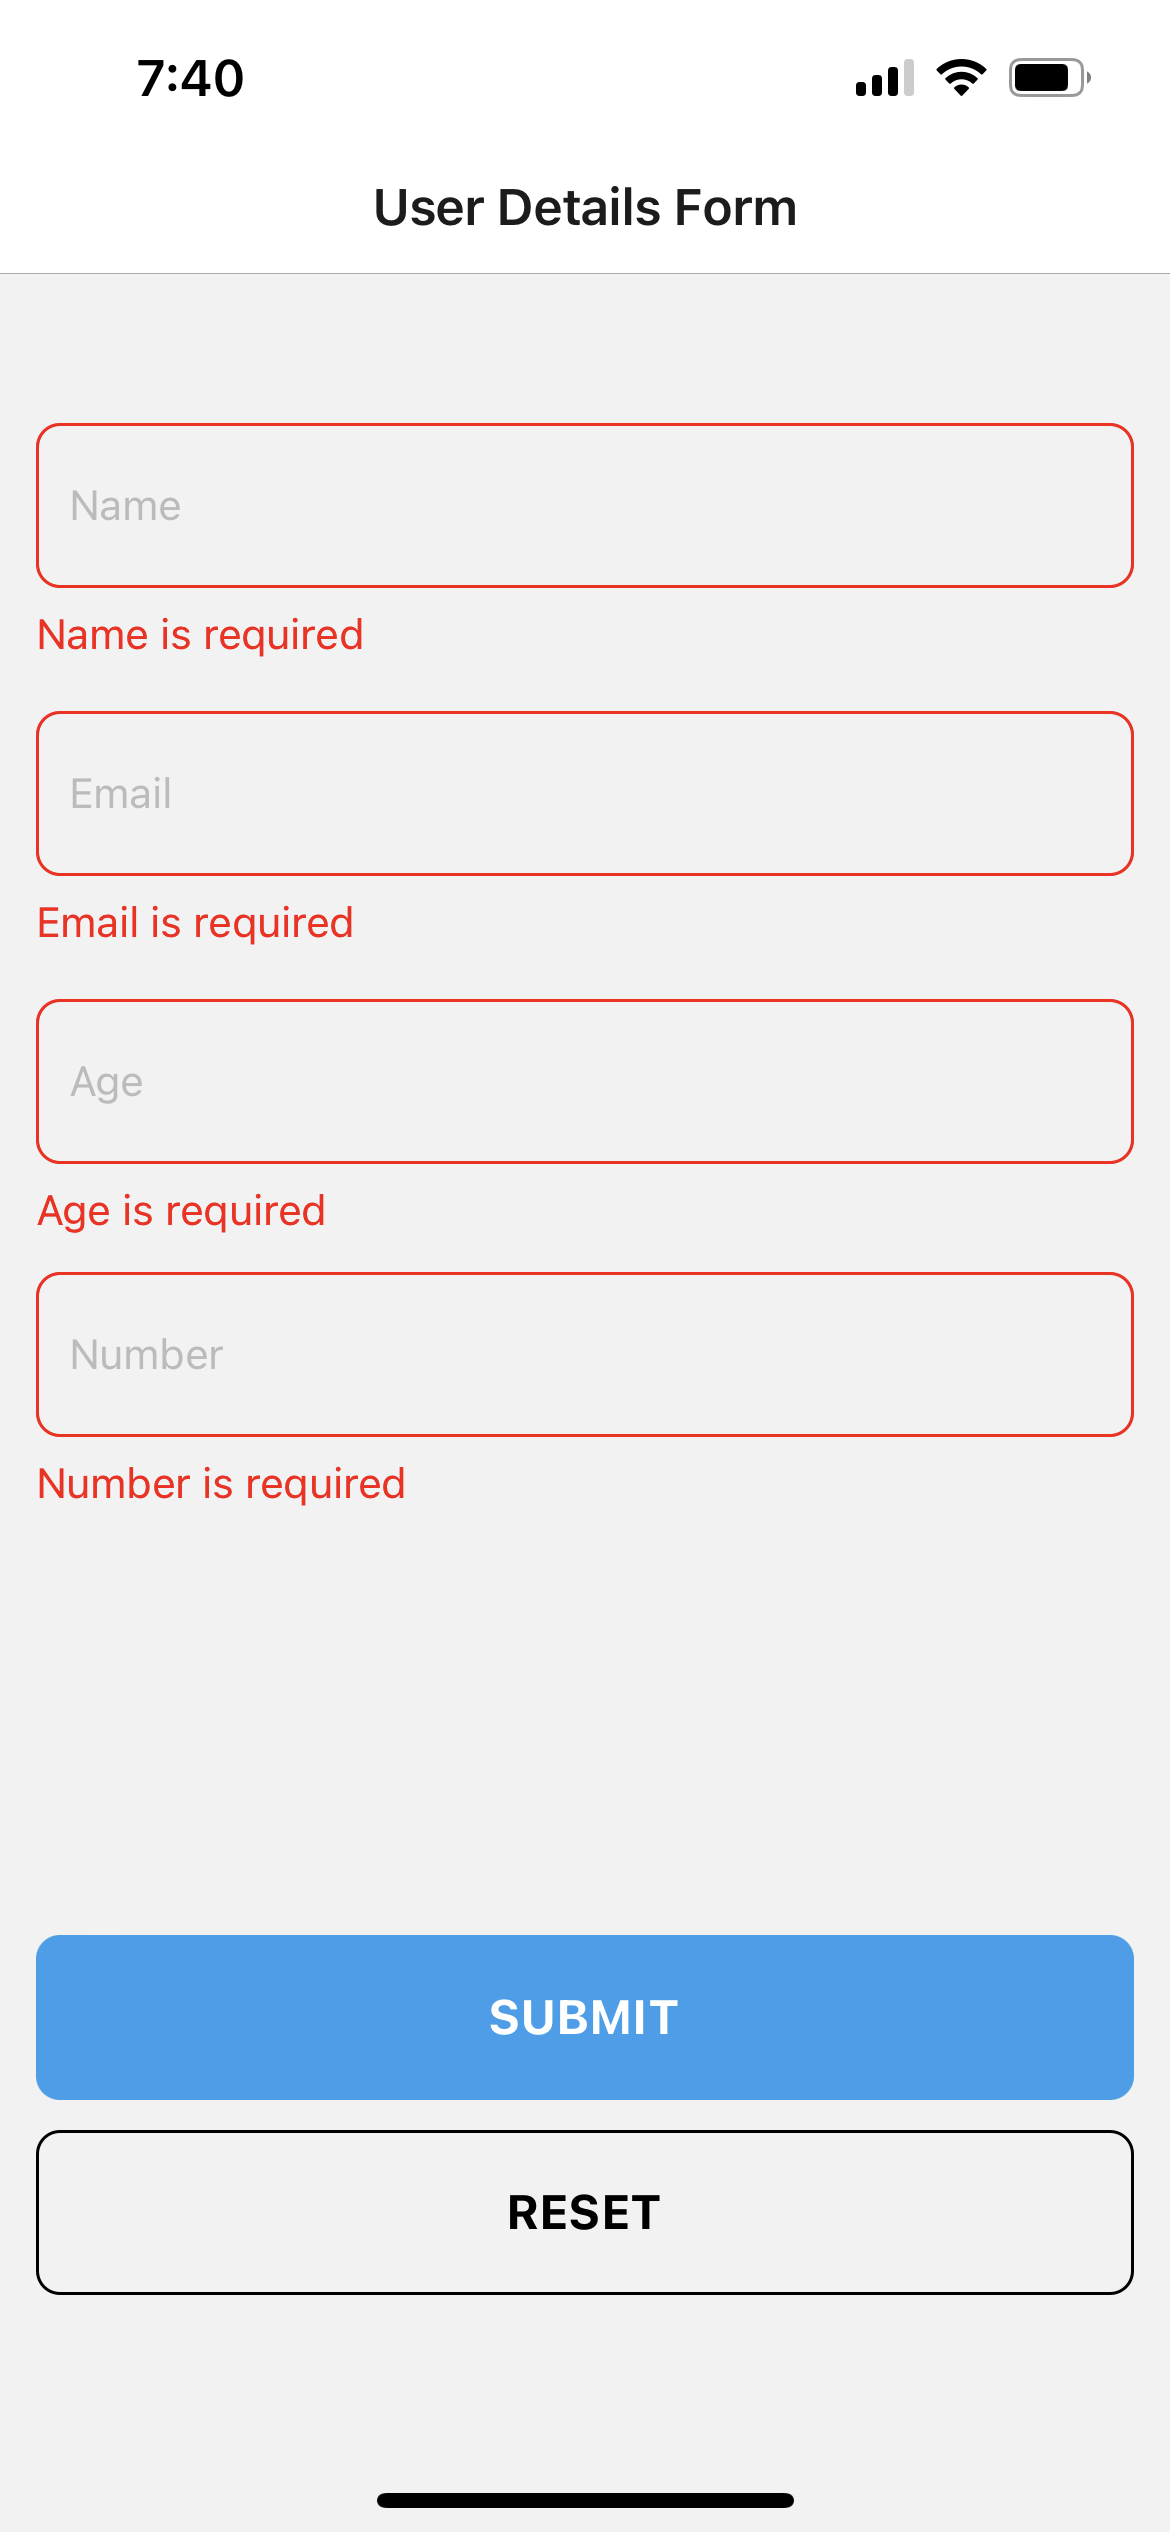 7:40
User Details Form
Name
Name is required
Email
Email is required
Age
Age is required
Number
Number is required
SUBMIT
RESET